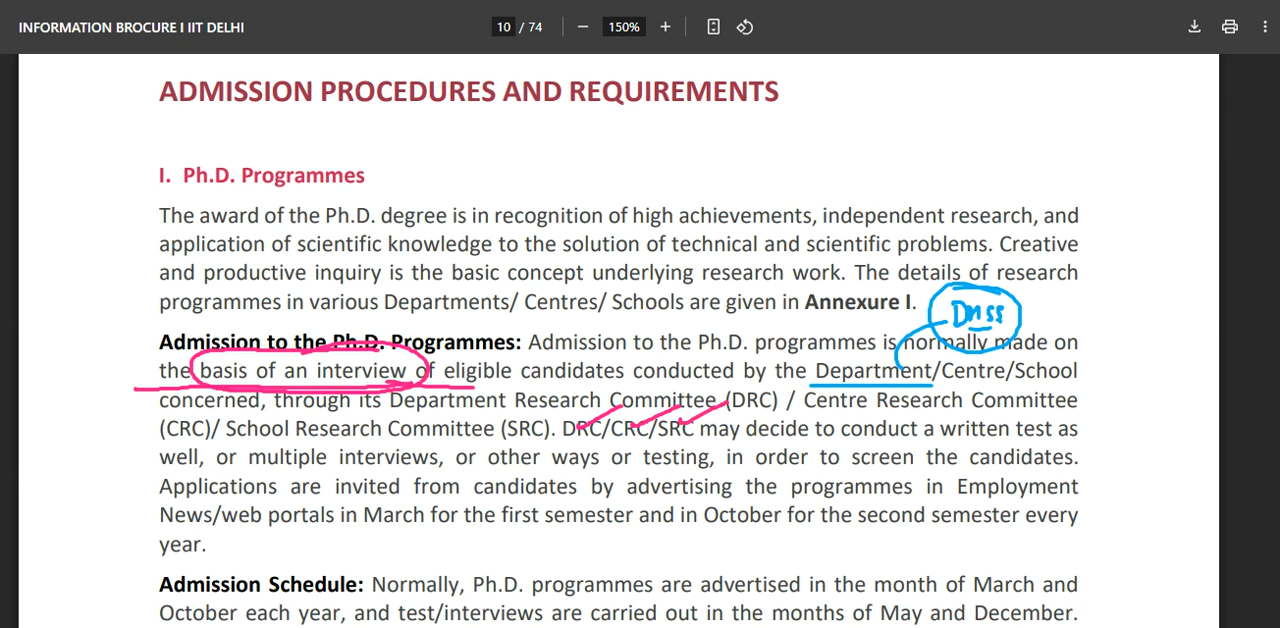 INFORMATION BROCURE I IIT DELHI
10 / 74
150%
ADMISSION PROCEDURES AND REQUIREMENTS
I. Ph.D. Programmes
The award of the Ph.D. degree is in recognition of high achievements, independent research, and
application of scientific knowledge to the solution of technical and scientific problems. Creative
and productive inquiry is the basic concept underlying research work. The details of research
programmes in various Departments/ Centres/ Schools are given in Annexure I.
DMSS
Admission to the Ph.D. Programmes: Admission to the Ph.D. programmes is normally made on
the basis of an interview of eligible candidates conducted by the Department/Centre/School
concerned, through its Department Research Committee (DRC) / Centre Research Committee
(CRC)/ School Research Committee (SRC). DRC/CRC/SRC may decide to conduct a written test as
well, or multiple interviews, or other ways or testing, in order to screen the candidates.
Applications are invited from candidates by advertising the programmes in Employment
News/web portals in March for the first semester and in October for the second semester every
year.
Admission Schedule: Normally, Ph.D. programmes are advertised in the month of March and
October each year, and test/interviews are carried out in the months of May and December.